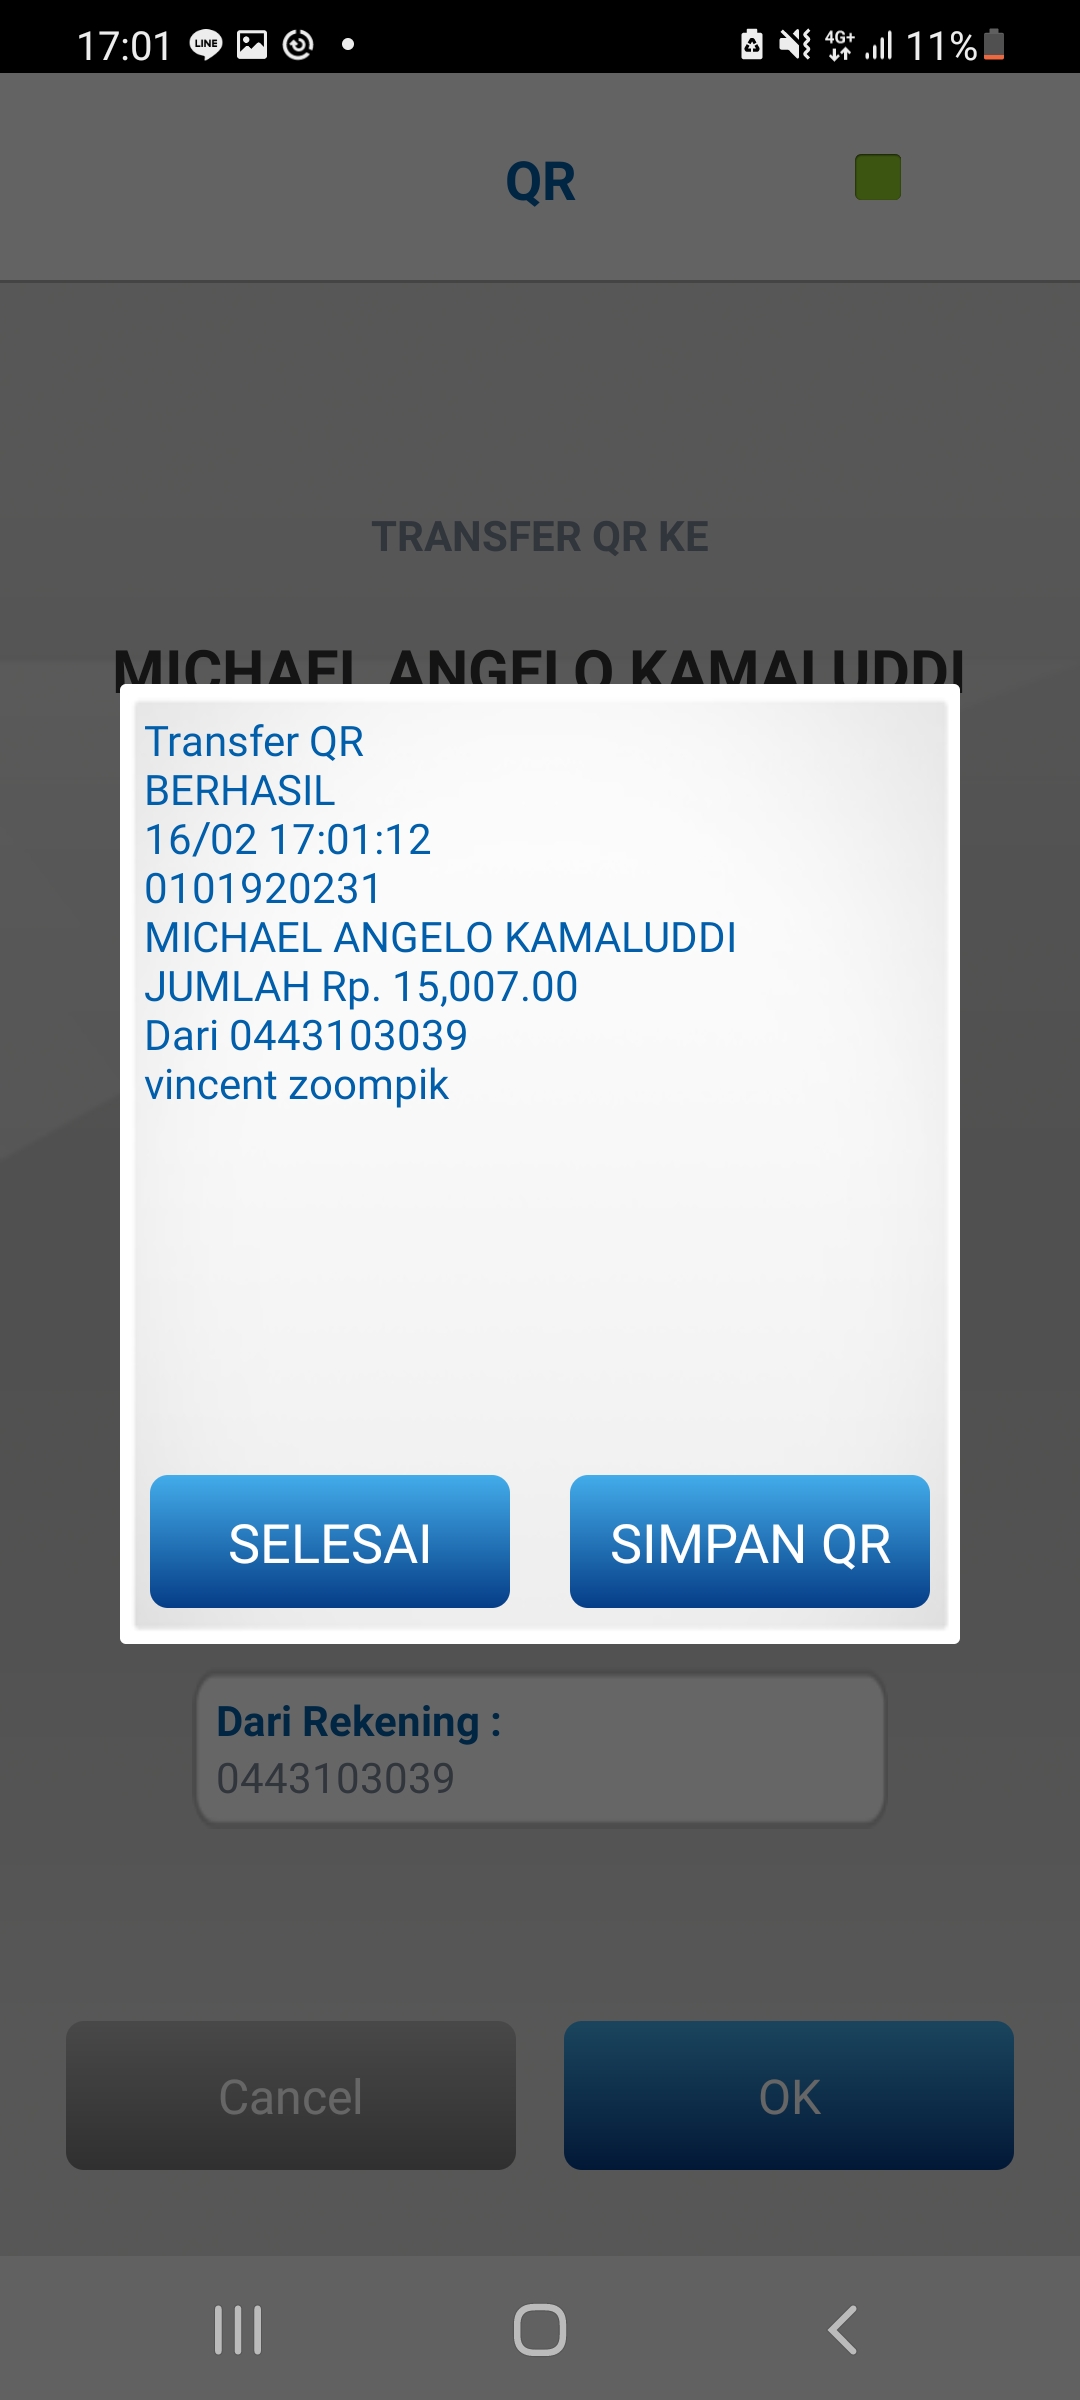 17:01 LINE 4G+ 11%
QR
TRANSFER QR KE
MICHAEL ANGELO KAMALUDDI
Transfer QR
BERHASIL
16/02 17:01:12
0101920231
MICHAEL ANGELO KAMALUDDI
JUMLAH Rp. 15,007.00
Dari 0443103039
vincent zoompik
SELESAI SIMPAN QR
Dari Rekening :
0443103039
Cancel OK